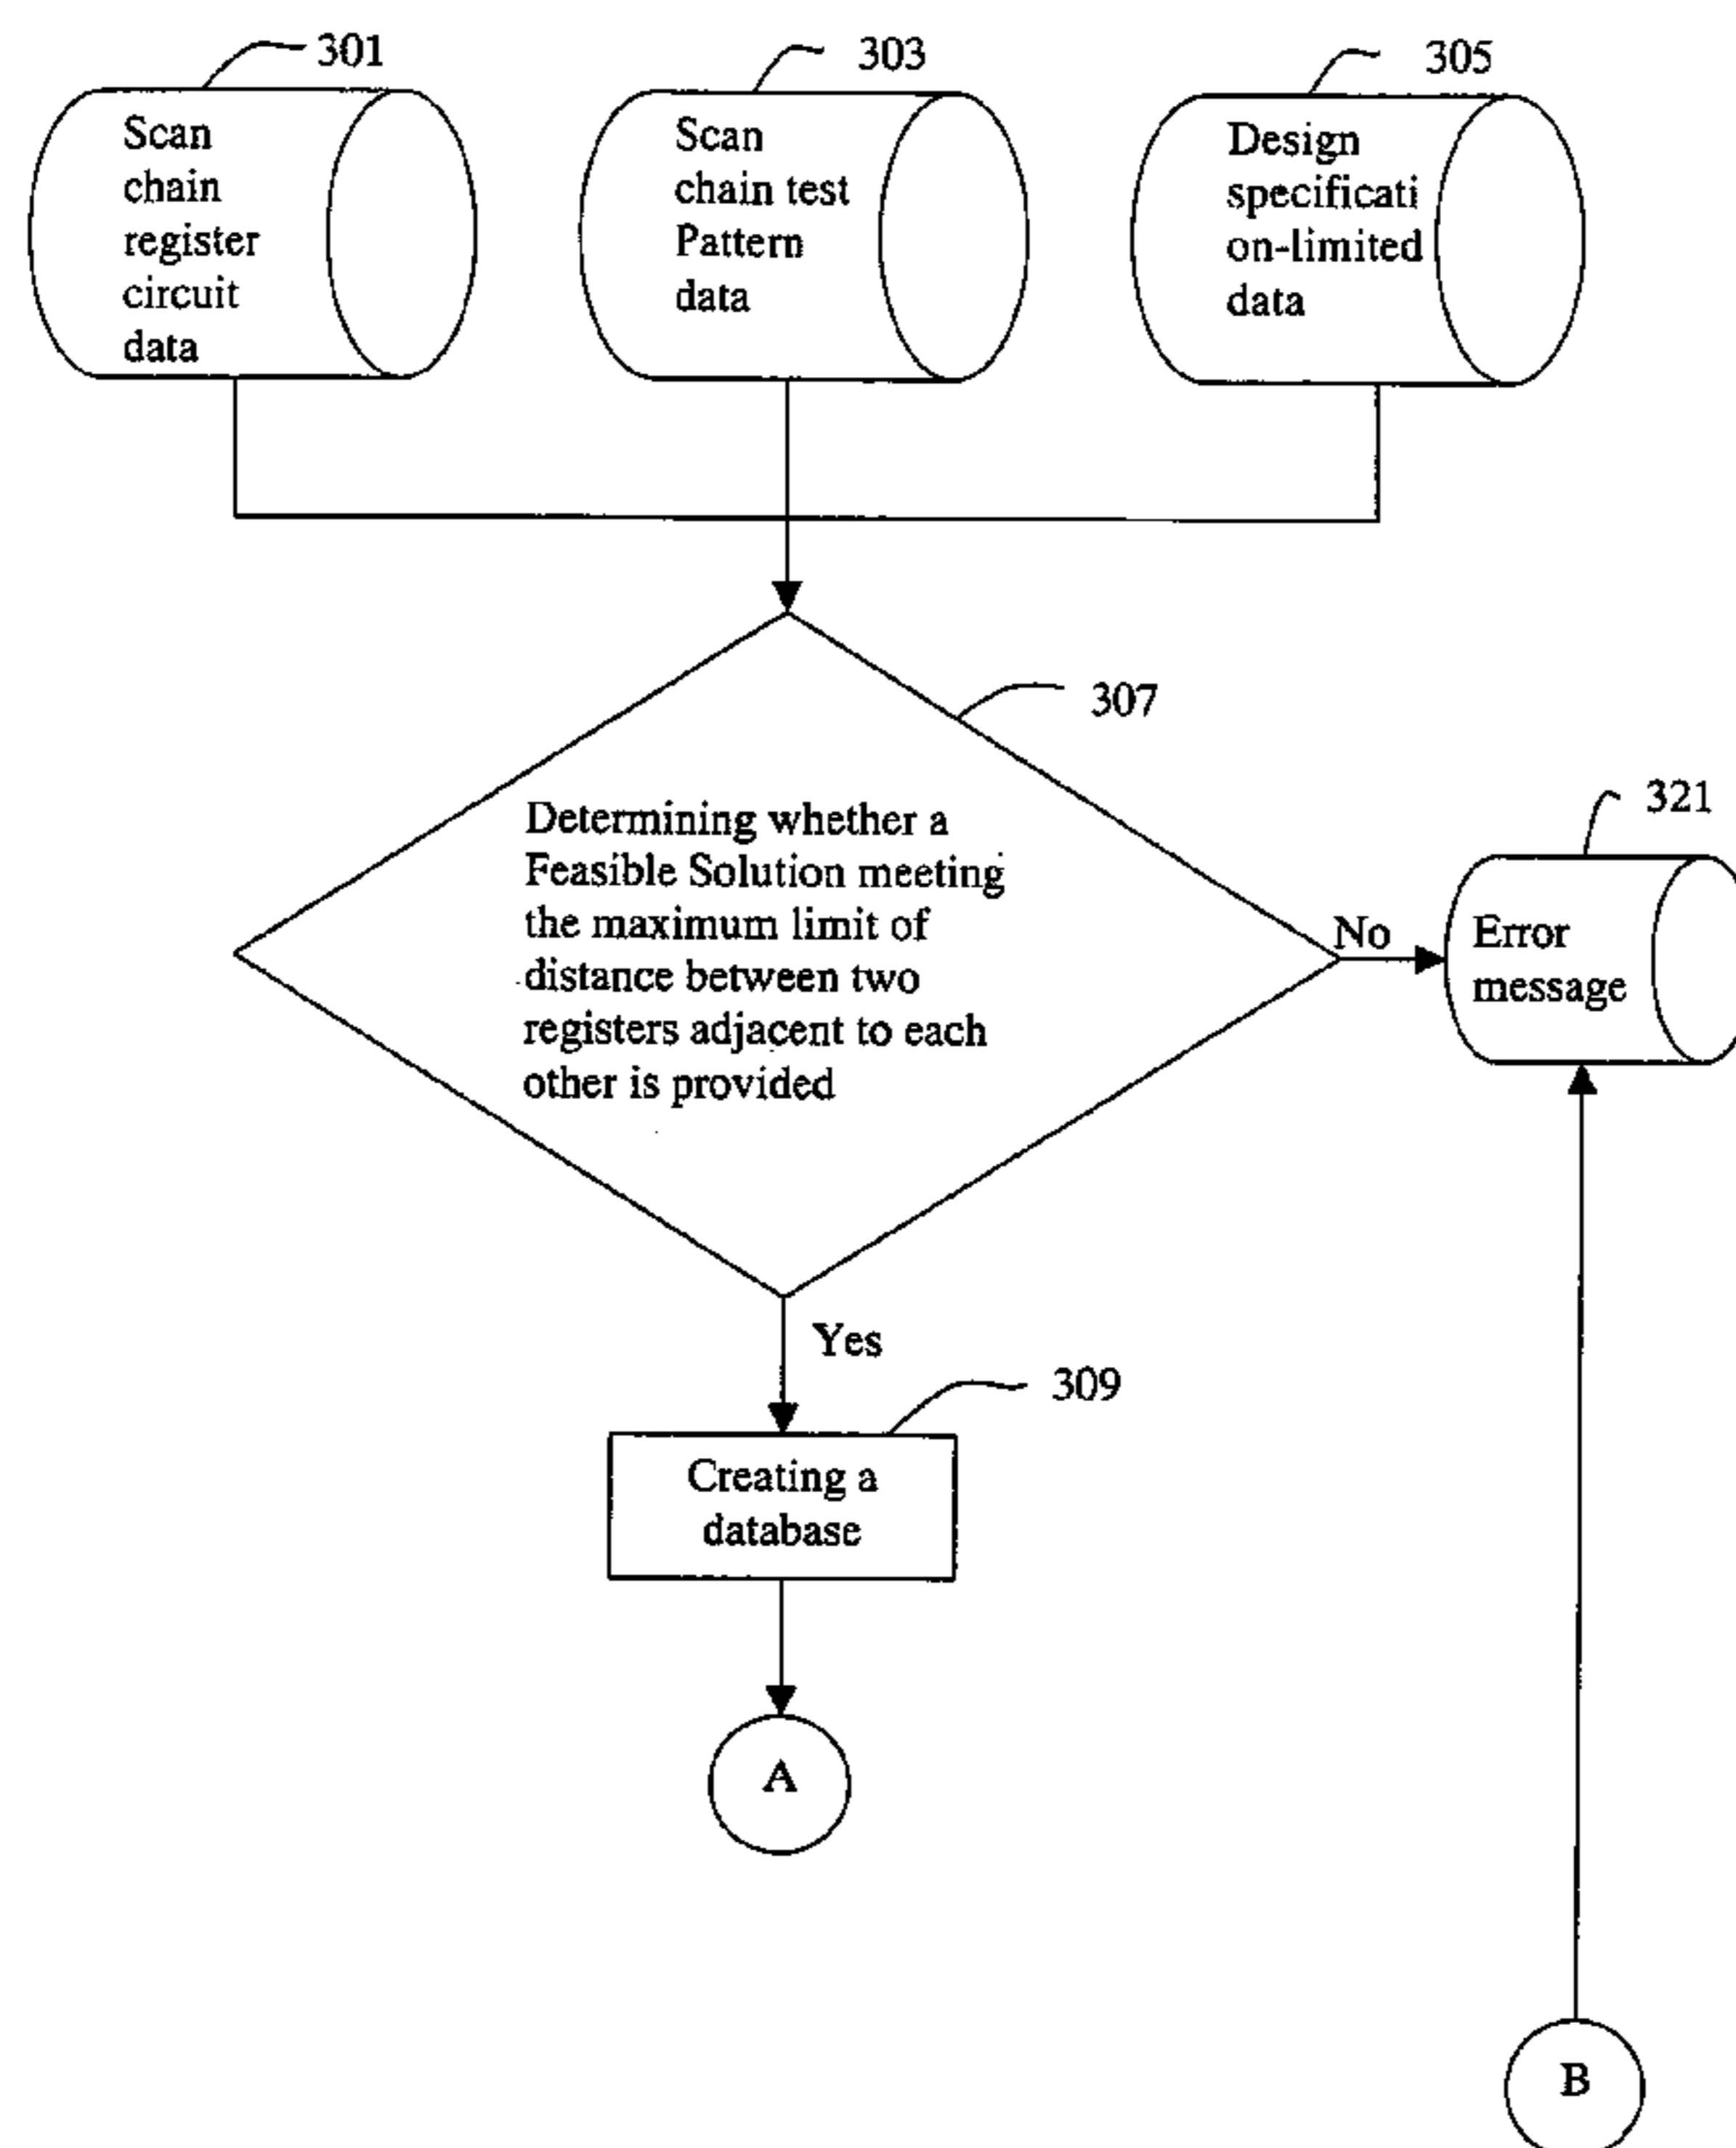 301
303
305
Scan
chain
register
circuit
data
Scan
chain test
Pattern
data
Design
specificati
on-limited
data
307
321
Determining whether a
Feasible Solution meeting
the maximum limit of
distance between two
registers adjacent to each
other is provided
No
Error
message
Yes
309
Creating a
database
A
B